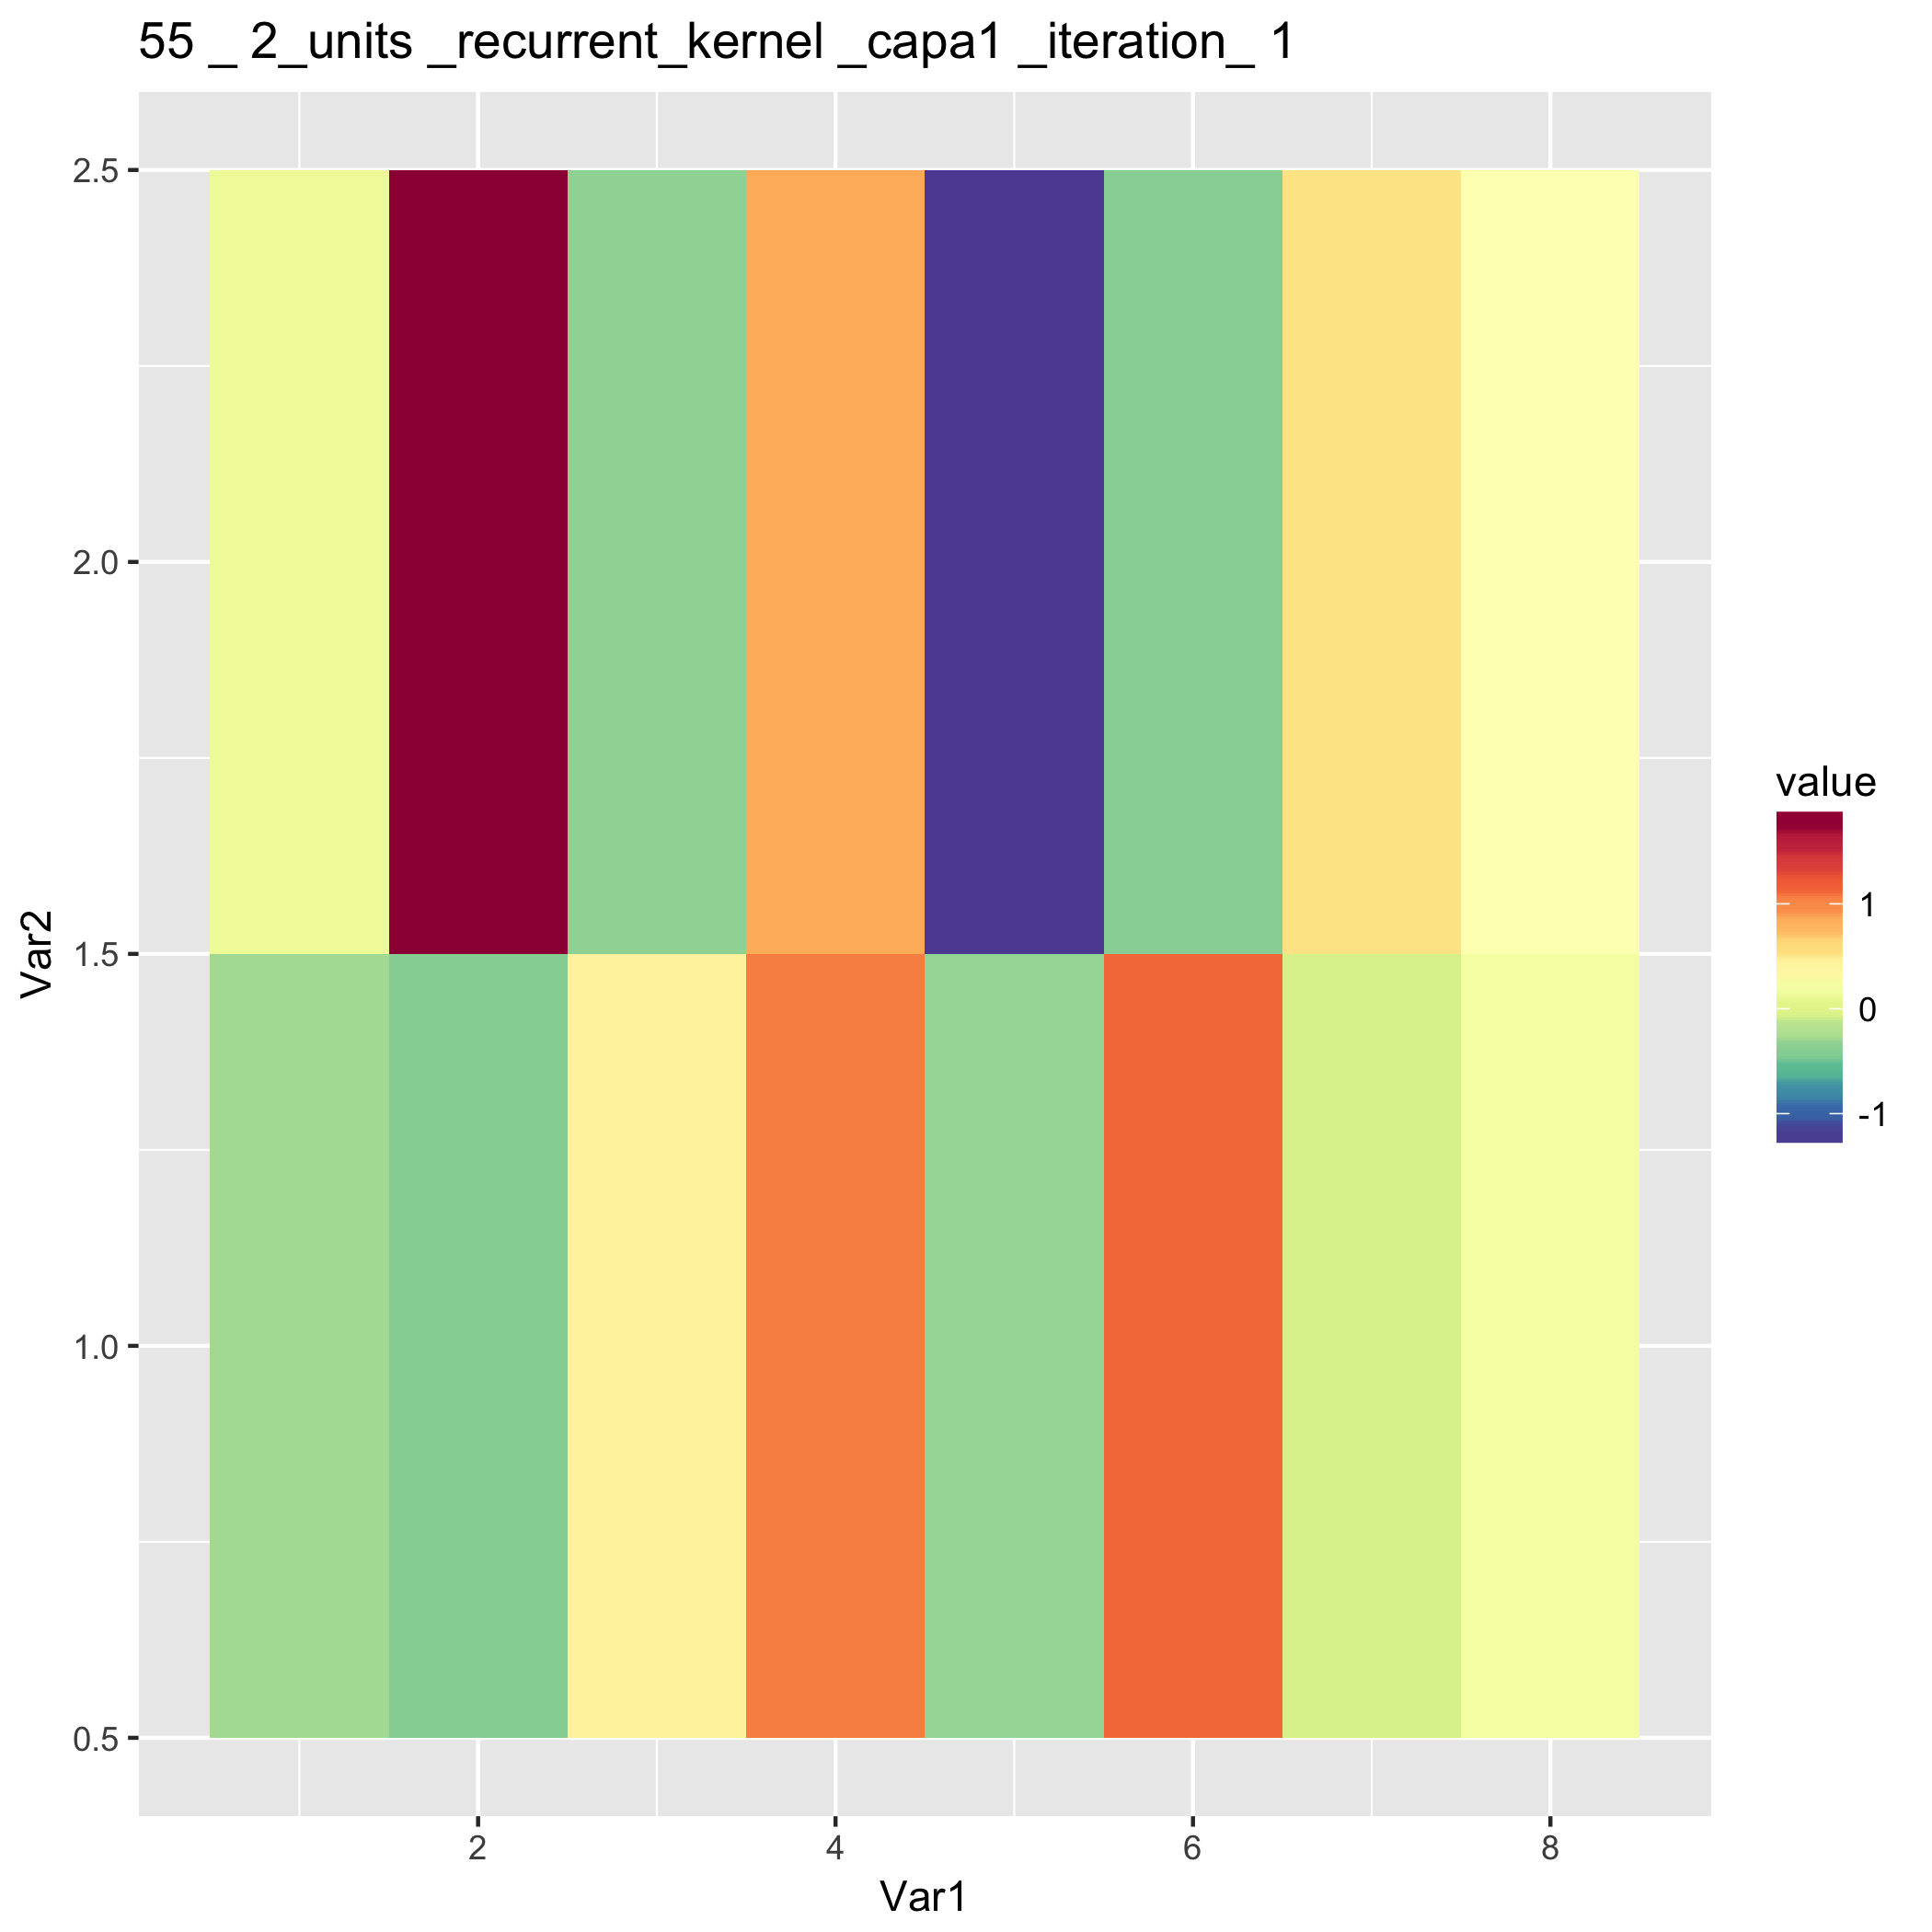 55 _ 2_units _recurrent_kernel _capa1 _iteration_ 1
2.5
2.0
1.5
1.0
0.5
Var2
2 4 6 8
Var1
value
1
0
-1